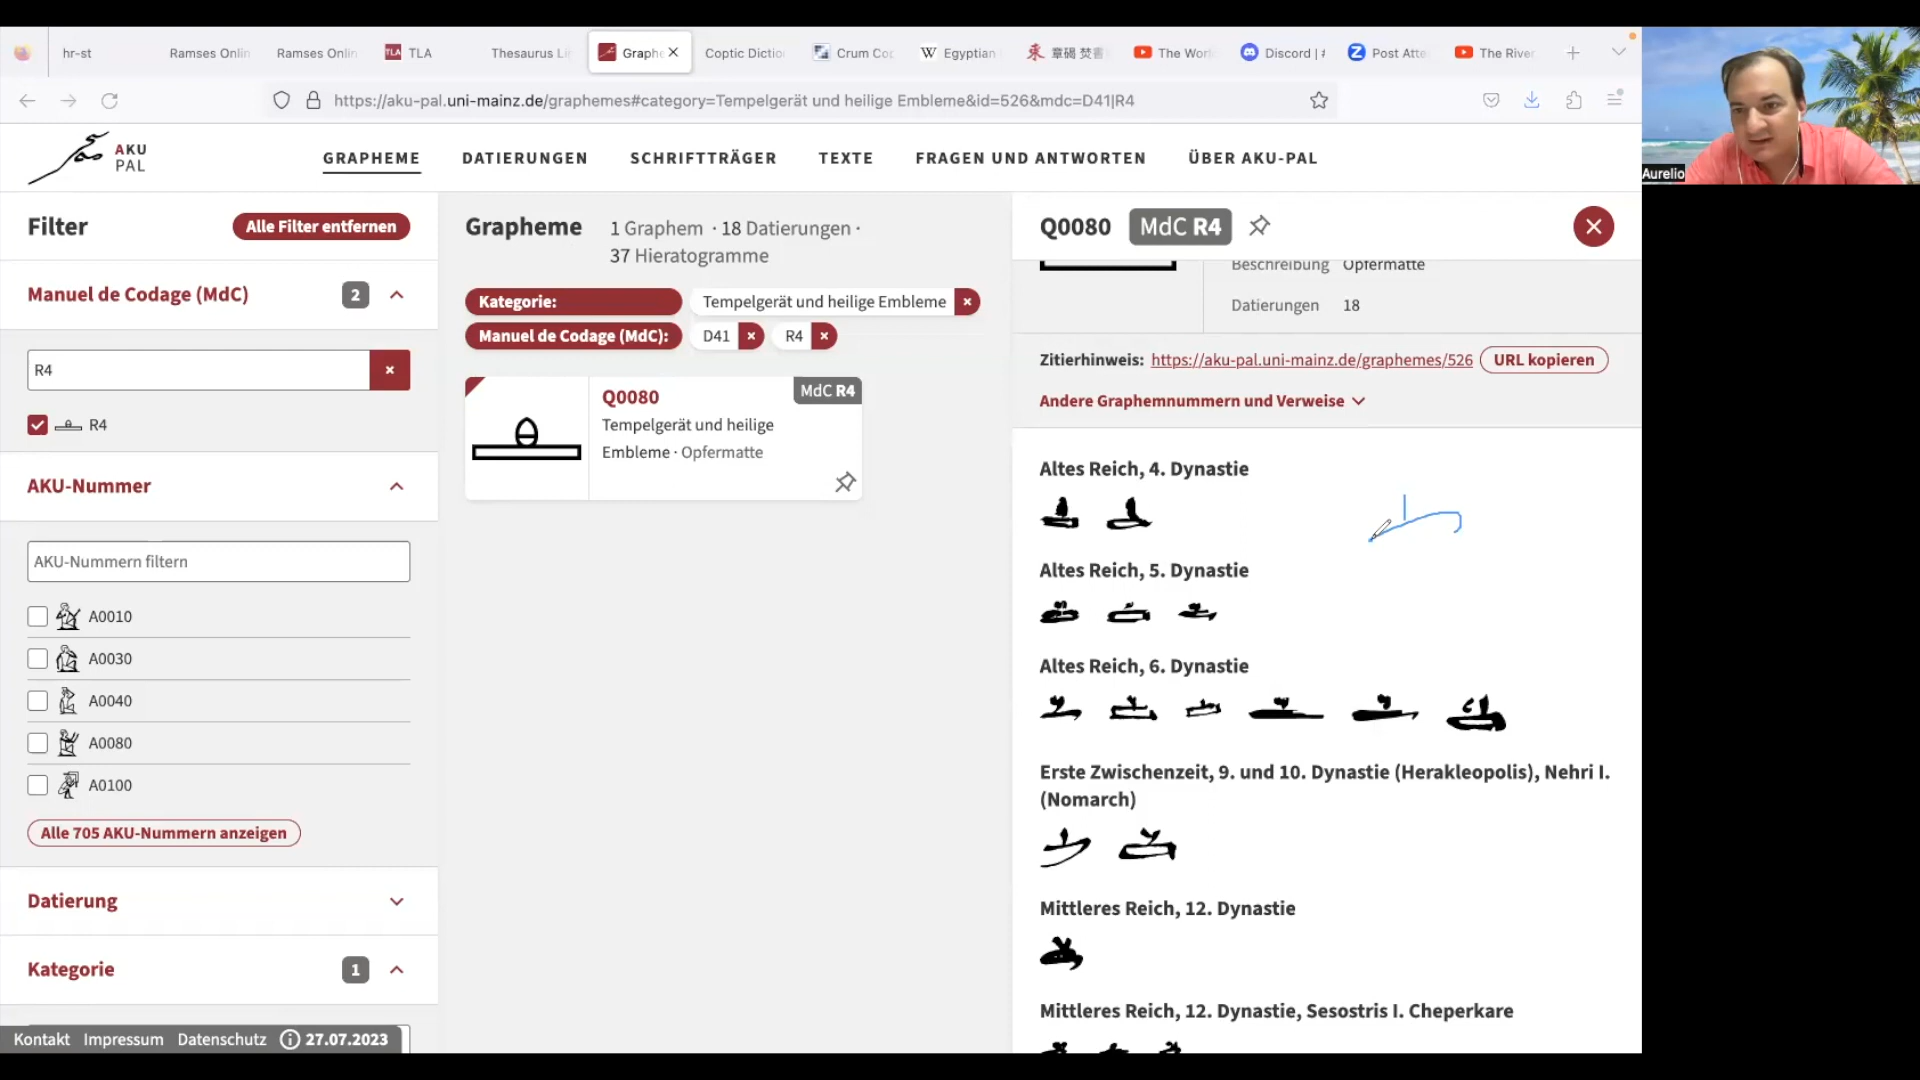 hr-st
Ramses Onlin
Ramses Onlin
TLA TLA
Thesaurus Li
Graph
Coptic Dictio
Crum Cop
W Egyptian
東 章碣 焚書
The Worl
Discord | #
Z Post Atte
The River
https://aku-pal.uni-mainz.de/graphemes#category=Tempelgerät und heilige Embleme&id=526&mdc=D41|R4
AKU
PAL
GRAPHEME
DATIERUNGEN
SCHRIFTTRÄGER
TEXTE
FRAGEN UND ANTWORTEN
ÜBER AKU-PAL
Aurelio
Filter
Alle Filter entfernen
Manuel de Codage (MdC) 2
R4
R4
AKU-Nummer
AKU-Nummern filtern
A0010
A0030
A0040
A0080
A0100
Alle 705 AKU-Nummern anzeigen
Datierung
Kategorie 1
Kontakt Impressum Datenschutz 27.07.2023
Grapheme
1 Graphem · 18 Datierungen ·
37 Hieratogramme
Kategorie: Tempelgerät und heilige Embleme
Manuel de Codage (MdC): D41 R4
MdC R4
Q0080
Tempelgerät und heilige
Embleme · Opfermatte
Q0080 MdC R4
Beschreibung Opfermatte
Datierungen 18
Zitierhinweis: https://aku-pal.uni-mainz.de/graphemes/526 URL kopieren
Andere Graphemnummern und Verweise
Altes Reich, 4. Dynastie
Altes Reich, 5. Dynastie
Altes Reich, 6. Dynastie
Erste Zwischenzeit, 9. und 10. Dynastie (Herakleopolis), Nehri I.
(Nomarch)
Mittleres Reich, 12. Dynastie
Mittleres Reich, 12. Dynastie, Sesostris I. Cheperkare